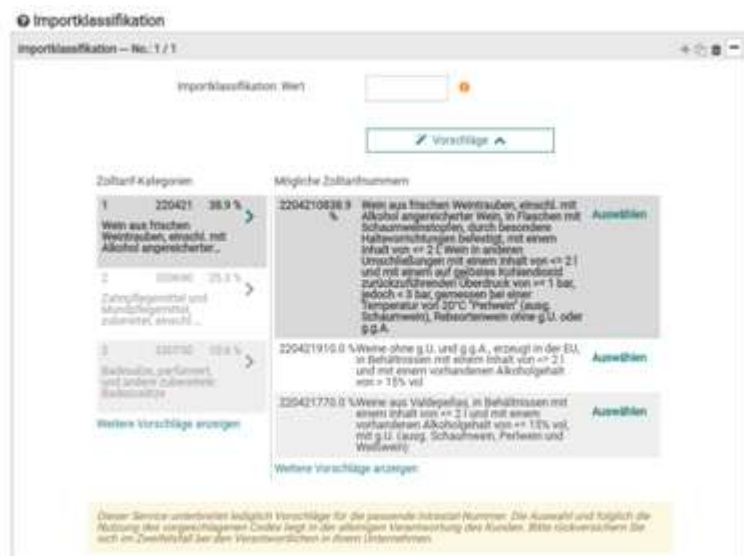 Importklassifikation
Importklassifikation — No.: 1 / 1
Importklassifikation: Wert
Vorschläge
Zolltarif-Kategorien
1 220421 38.9 %
Wein aus frischen
Weintrauben, einschl. mit
Alkohol angereicherter...
2 330690 25.3 %
Zahnpflegemittel und
Mundpflegemittel,
zubereitet, einschl...
3 330730 10.6 %
Badesalze, parfümiert,
und andere zubereitete
Badezusätze
Weitere Vorschläge anzeigen
Mögliche Zolltarifnummern
2204210838.9
%
Wein aus frischen Weintrauben, einschl. mit
Alkohol angereicherter Wein, in Flaschen mit
Schaumweinstopfen, durch besondere
Haltevorrichtungen befestigt, mit einem
Inhalt von <= 2 l; Wein in anderen
Umschließungen mit einem Inhalt von <= 2 l
und mit einem auf gelöstes Kohlendioxid
zurückzuführenden Überdruck von >= 1 bar,
jedoch < 3 bar, gemessen bei einer
Temperatur von 20°C "Perlwein" (ausg.
Schaumwein), Rebsortenwein ohne g.U. oder
g.g.A.
Auswählen
220421910.0 %
Weine ohne g.U. und g.g.A., erzeugt in der EU,
in Behältnissen mit einem Inhalt von <= 2 l
und mit einem vorhandenen Alkoholgehalt
von > 15% vol
Auswählen
220421770.0 %
Weine aus Valdepeñas, in Behältnissen mit
einem Inhalt von <= 2 l und mit einem
vorhandenen Alkoholgehalt von <= 15% vol,
mit g.U. (ausg. Schaumwein, Perlwein und
Weißwein)
Auswählen
Weitere Vorschläge anzeigen
Dieser Service unterbreitet lediglich Vorschläge für die passende Intrastat-Nummer. Die Auswahl und folglich die
Nutzung des vorgeschlagenen Codes liegt in der alleinigen Verantwortung des Kunden. Bitte rückversichern Sie
sich im Zweifelsfall bei den Verantwortlichen in Ihrem Unternehmen.